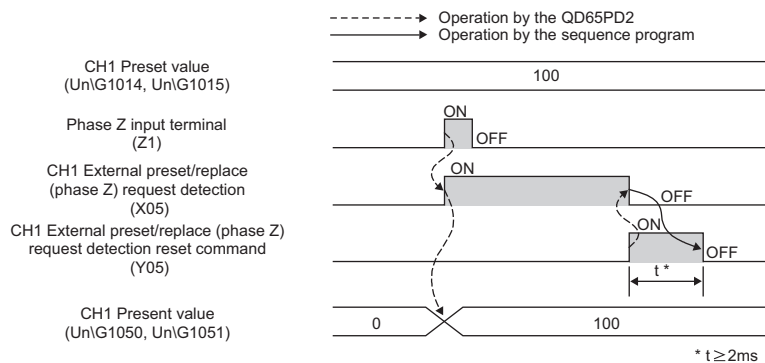 Operation by the QD65PD2
Operation by the sequence program
CH1 Preset value
(Un\G1014, Un\G1015)
100
Phase Z input terminal
(Z1)
ON
OFF
CH1 External preset/replace
(phase Z) request detection
(X05)
ON
OFF
CH1 External preset/replace (phase Z)
request detection reset command
(Y05)
ON
OFF
t *
CH1 Present value
(Un\G1050, Un\G1051)
0
100
* t≧2ms